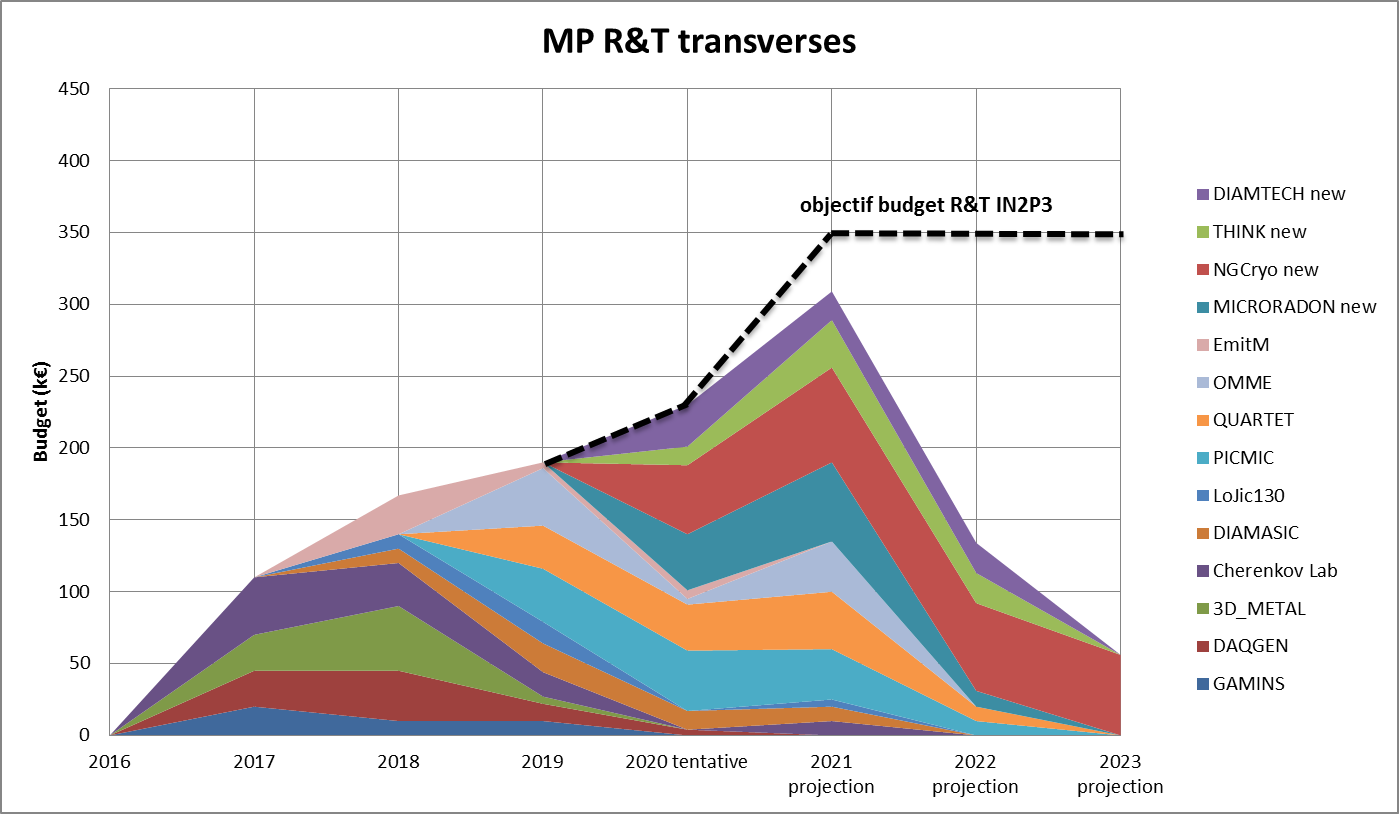 MP R&T transverses
Budget (k€)
450
400
350
300
250
200
150
100
50
0
objectif budget R&T IN2P3
2016
2017
2018
2019
2020 tentative
2021
projection
2022
projection
2023
projection
DIAMTECH new
THINK new
NGCryo new
MICRORADON new
EmitM
OMME
QUARTET
PICMIC
LoJic130
DIAMASIC
Cherenkov Lab
3D_METAL
DAQGEN
GAMINS